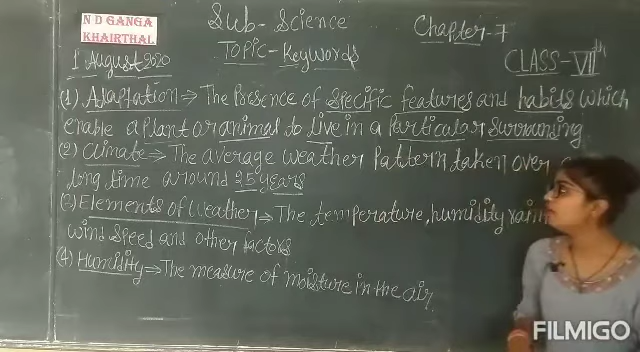 N D GANGA
KHAIRTHAL
Sub- Science
Chapter-7
1 August 2020
TOPIC- Keywords
CLASS-VIIth
(1) Adaptation⇒ The Presence of specific features and habits which
enable a plant or animal to live in a Particular Surrounding
(2) Climate⇒ The average weather Pattern taken over a
long time around 25 years
(3) Elements of Weather⇒ The temperature, humidity
wind speed and other factors
(4) Humidity⇒ The measure of moisture in the air.
FILMIGO